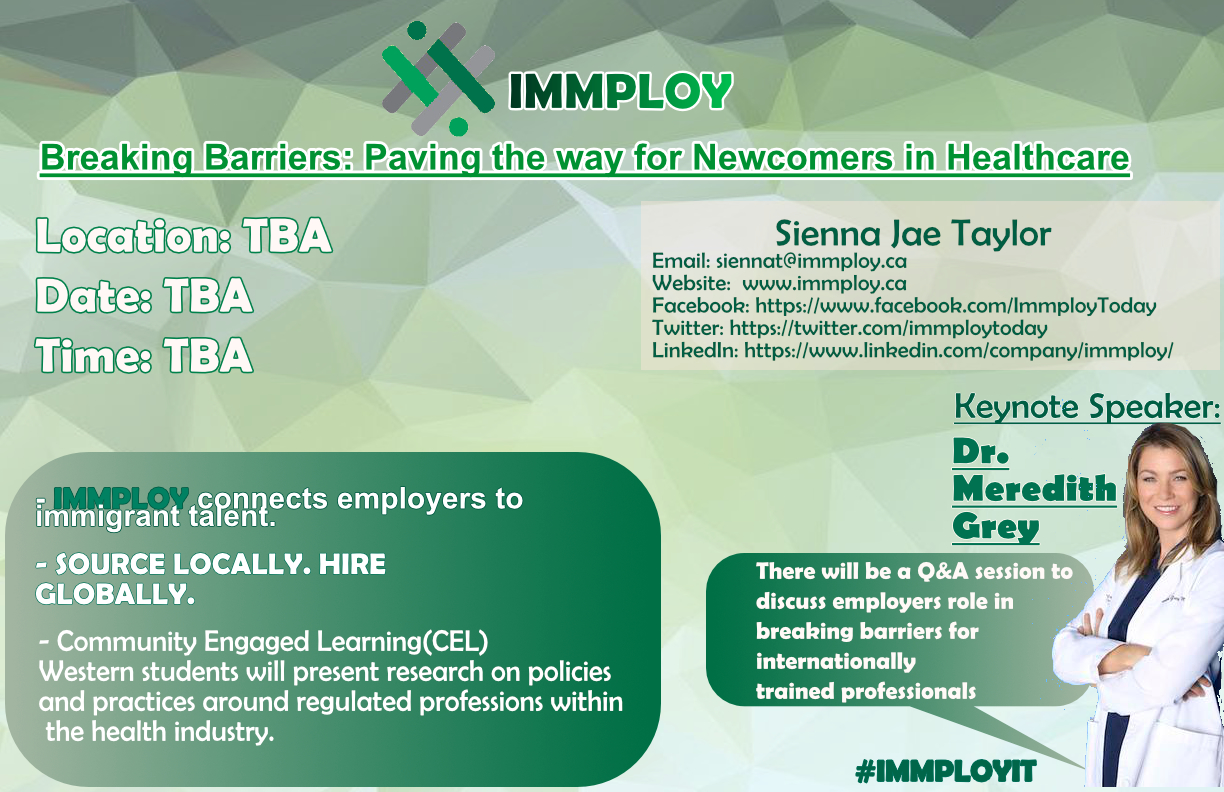 IMMPLOY
Breaking Barriers: Paving the way for Newcomers in Healthcare
Location: TBA
Date: TBA
Time: TBA
Sienna Jae Taylor
Email: siennat@immploy.ca
Website: www.immploy.ca
Facebook: https://www.facebook.com/ImmployToday
Twitter: https://twitter.com/immploytoday
LinkedIn: https://www.linkedin.com/company/immploy/
Keynote Speaker:
Dr.
Meredith
Grey
- IMMPLOY connects employers to
immigrant talent.
- SOURCE LOCALLY. HIRE
GLOBALLY.
- Community Engaged Learning(CEL)
Western students will present research on policies
and practices around regulated professions within
the health industry.
There will be a Q&A session to
discuss employers role in
breaking barriers for
internationally
trained professionals
#IMMPLOYIT